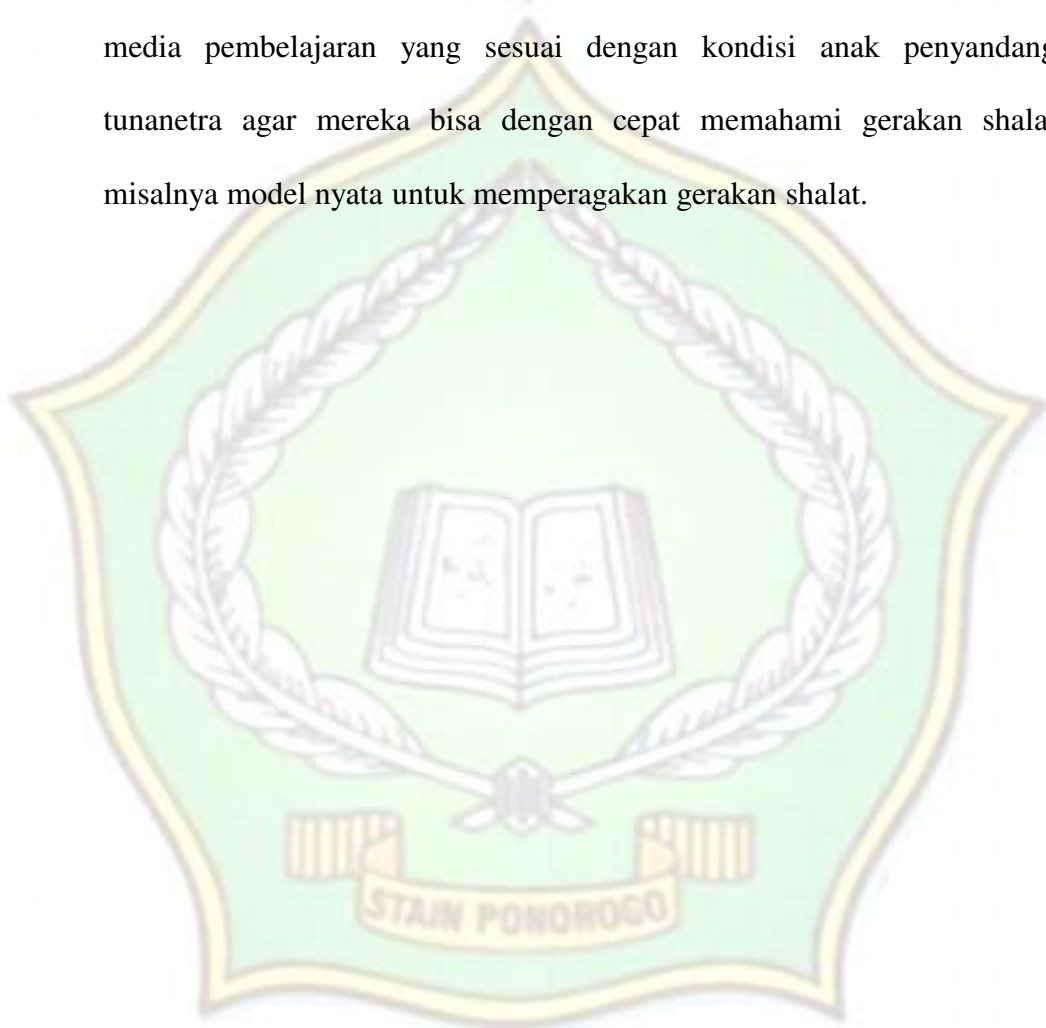 media pembelajaran yang sesuai dengan kondisi anak penyandang
tunanetra agar mereka bisa dengan cepat memahami gerakan shala
misalnya model nyata untuk memperagakan gerakan shalat.
STAIN PONOROGO